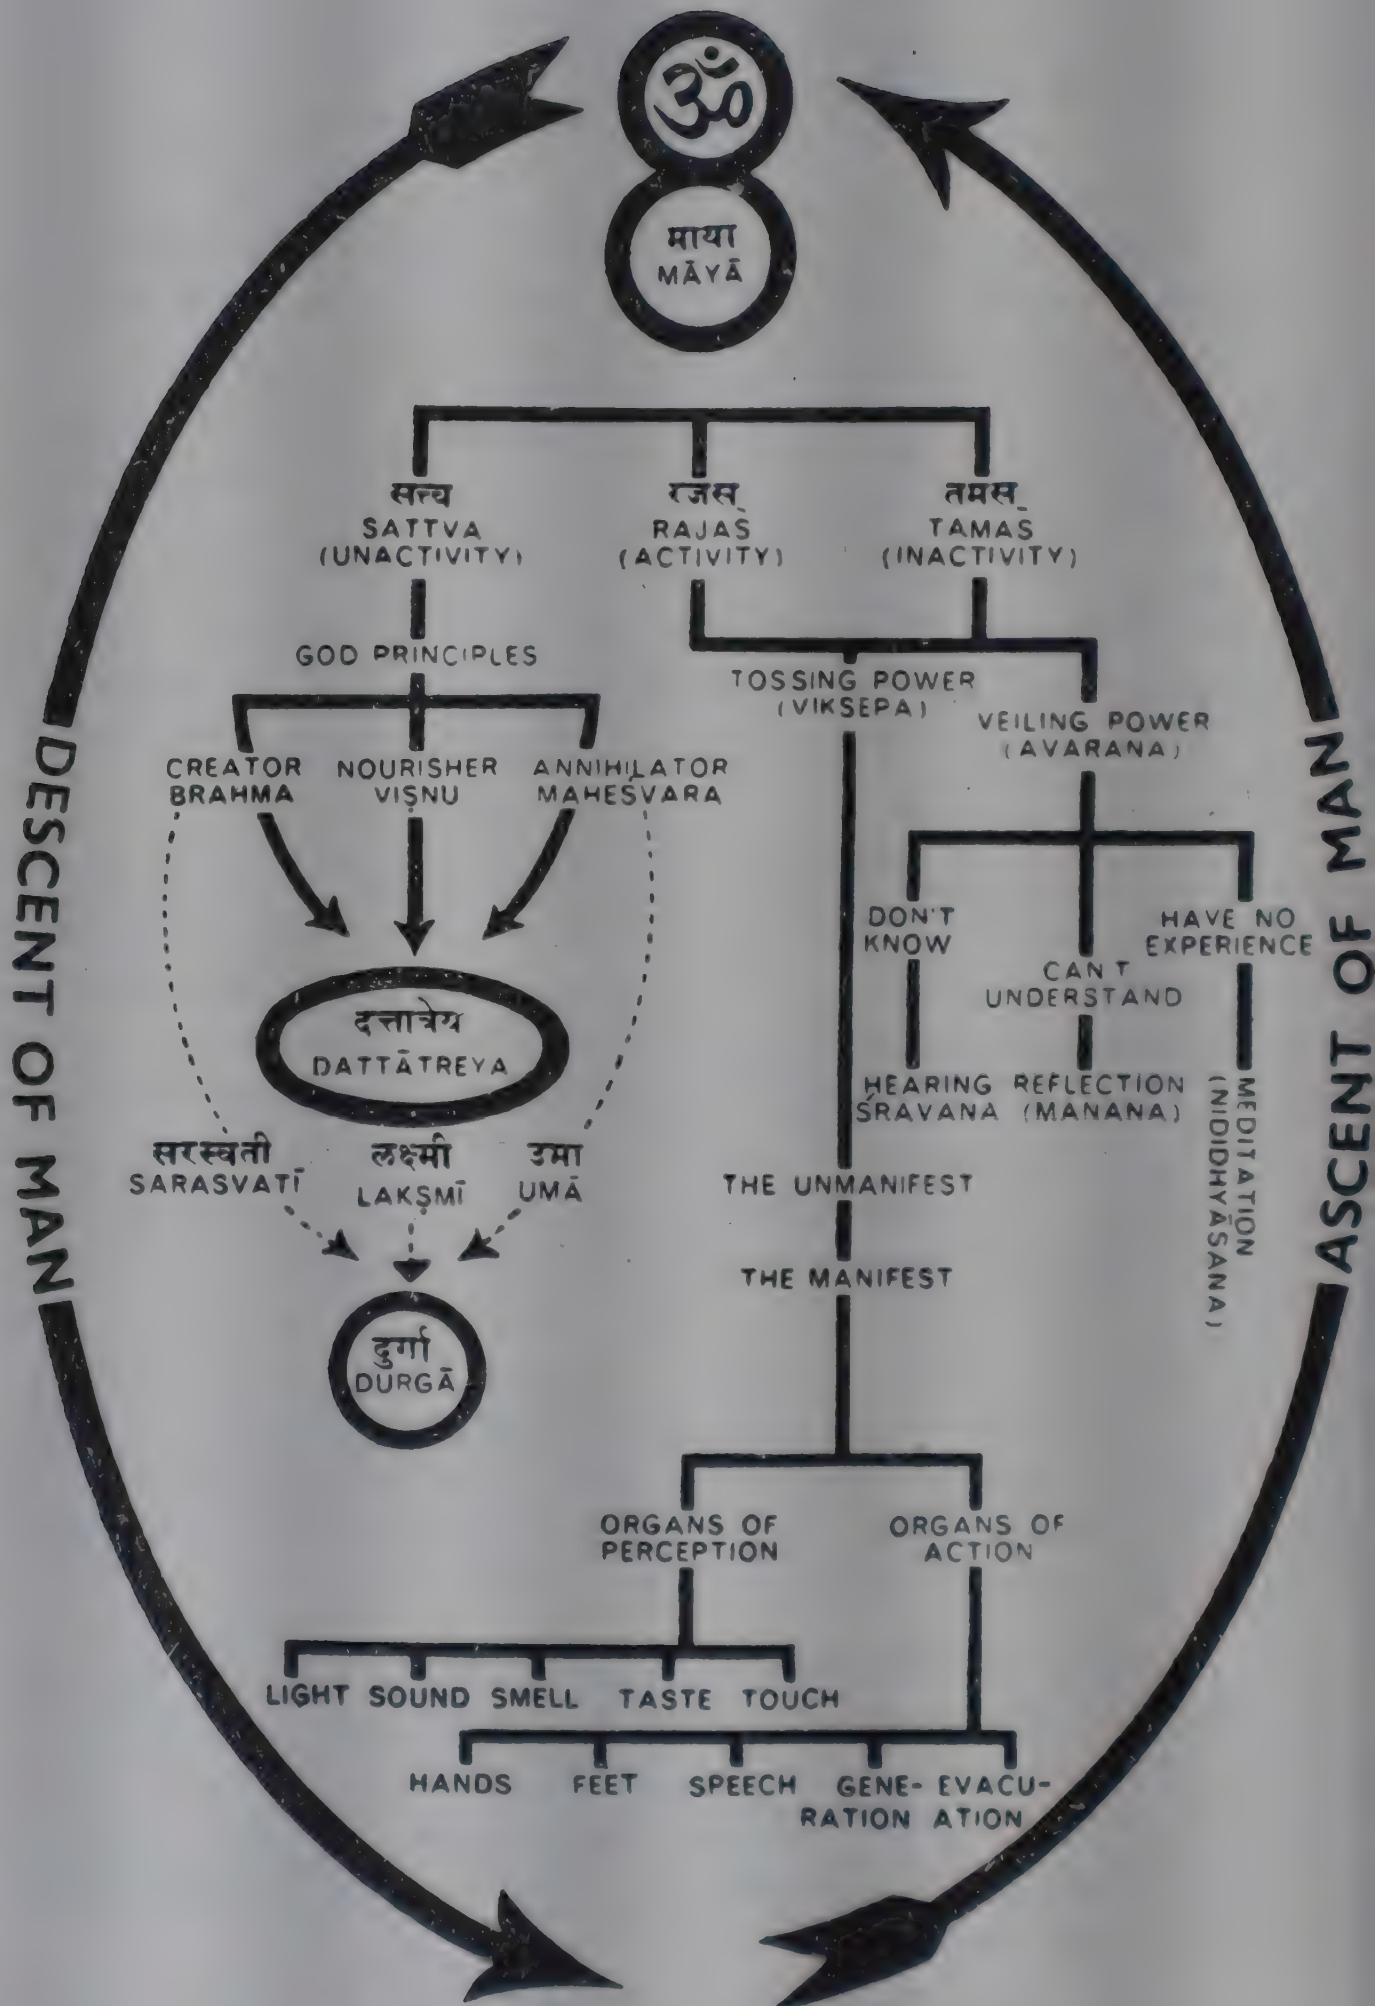 ॐ
माया
MĀYĀ
सत्त्व
SATTVA
(UNACTIVITY)
रजस्
RAJAS
(ACTIVITY)
तमस्
TAMAS
(INACTIVITY)
GOD PRINCIPLES
TOSSING POWER
(VIKSEPA)
VEILING POWER
(AVARANA)
CREATOR
BRAHMA
NOURISHER
VIṢNU
ANNIHILATOR
MAHEŚVARA
DON'T
KNOW
CAN'T
UNDERSTAND
HAVE NO
EXPERIENCE
दत्तात्रेय
DATTĀTREYA
HEARING
ŚRAVANA
REFLECTION
(MANANA)
MEDITATION
(NIDIDHYĀSANA)
सरस्वती
SARASVATĪ
लक्ष्मी
LAKṢMĪ
उमा
UMĀ
THE UNMANIFEST
THE MANIFEST
दुर्गा
DURGĀ
ORGANS OF
PERCEPTION
ORGANS OF
ACTION
LIGHT SOUND SMELL TASTE TOUCH
HANDS FEET SPEECH GENE- EVACU-
RATION ATION
DESCENT OF MAN
ASCENT OF MAN